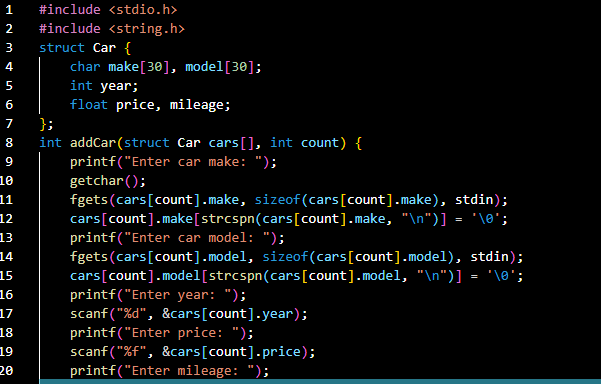 1 #include <stdio.h>
2 #include <string.h>
3 struct Car {
4     char make[30], model[30];
5     int year;
6     float price, mileage;
7 };
8 int addCar(struct Car cars[], int count) {
9     printf("Enter car make: ");
10     getchar();
11     fgets(cars[count].make, sizeof(cars[count].make), stdin);
12     cars[count].make[strcspn(cars[count].make, "\n")] = '\0';
13     printf("Enter car model: ");
14     fgets(cars[count].model, sizeof(cars[count].model), stdin);
15     cars[count].model[strcspn(cars[count].model, "\n")] = '\0';
16     printf("Enter year: ");
17     scanf("%d", &cars[count].year);
18     printf("Enter price: ");
19     scanf("%f", &cars[count].price);
20     printf("Enter mileage: ");